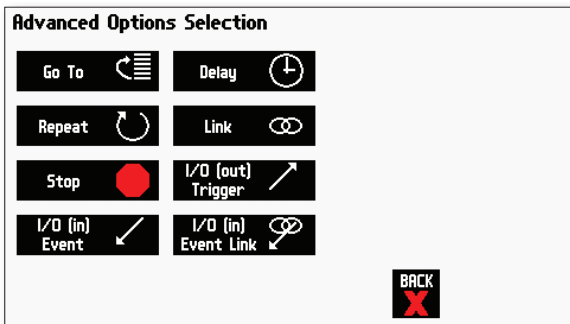 Advanced Options Selection
Go To
Delay
Repeat
Link
Stop
I/O (out)
Trigger
I/O (in)
Event
I/O (in)
Event Link
BACK
X